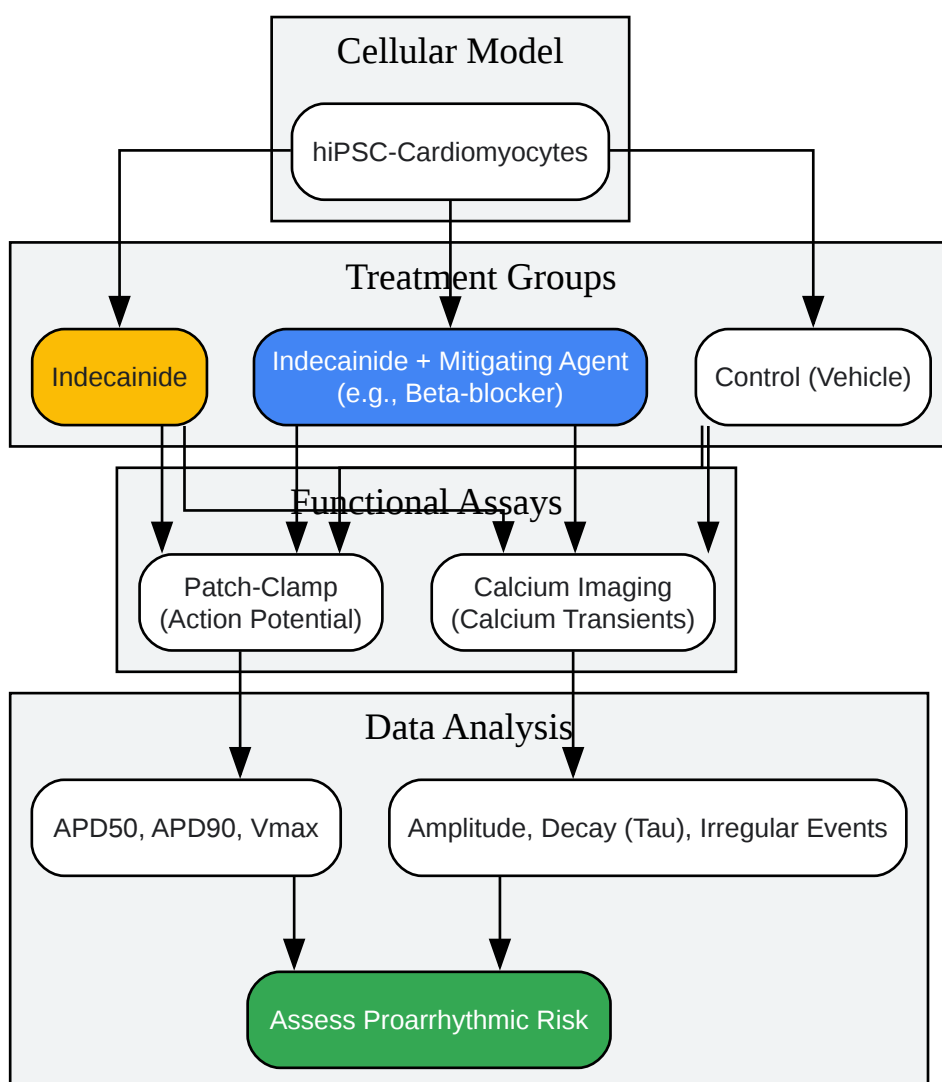 Cellular Model
hiPSC-Cardiomyocytes
Treatment Groups
Indecainide
Indecainide + Mitigating Agent
(e.g., Beta-blocker)
Control (Vehicle)
Functional Assays
Patch-Clamp
(Action Potential)
Calcium Imaging
(Calcium Transients)
Data Analysis
APD50, APD90, Vmax
Amplitude, Decay (Tau), Irregular Events
Assess Proarrhythmic Risk